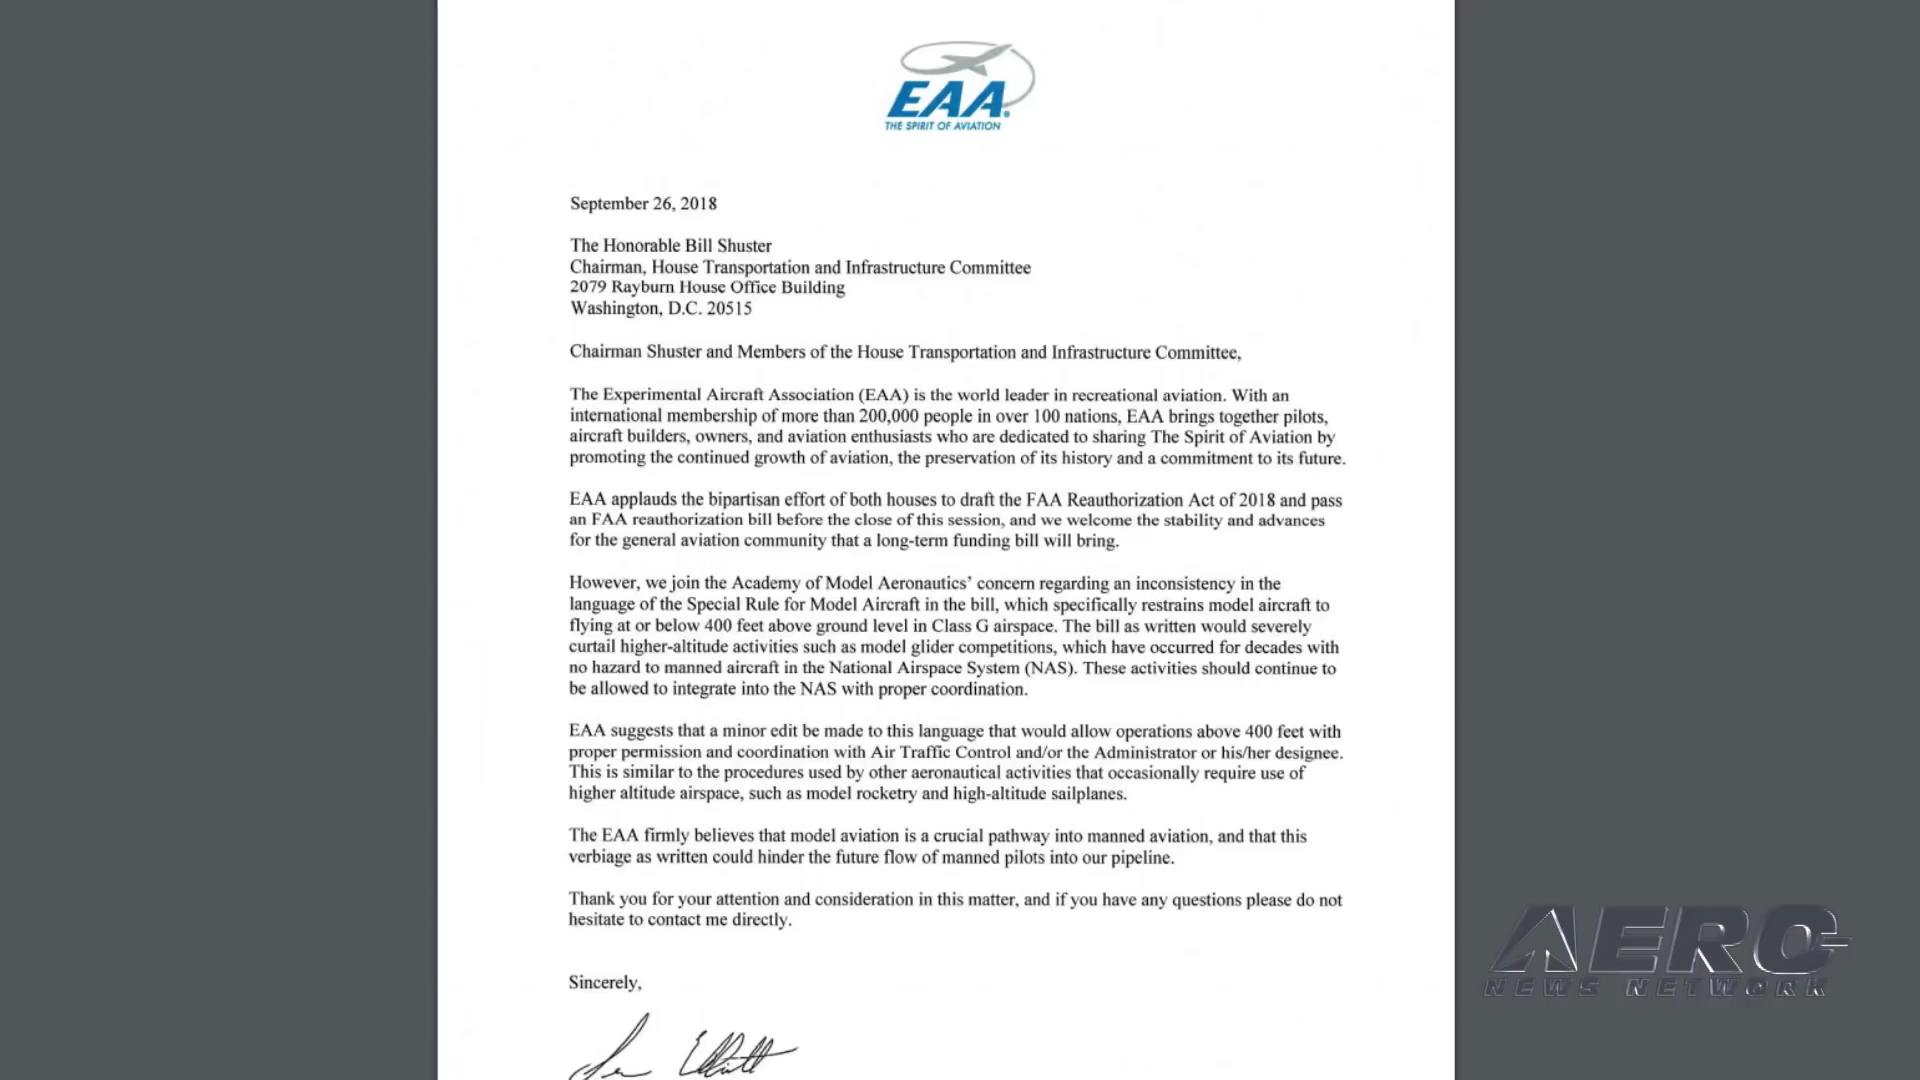 EAA
THE SPIRIT OF AVIATION
September 26, 2018
The Honorable Bill Shuster
Chairman, House Transportation and Infrastructure Committee
2079 Rayburn House Office Building
Washington, D.C. 20515
Chairman Shuster and Members of the House Transportation and Infrastructure Committee,
The Experimental Aircraft Association (EAA) is the world leader in recreational aviation. With an
international membership of more than 200,000 people in over 100 nations, EAA brings together pilots,
aircraft builders, owners, and aviation enthusiasts who are dedicated to sharing The Spirit of Aviation by
promoting the continued growth of aviation, the preservation of its history and a commitment to its future.
EAA applauds the bipartisan effort of both houses to draft the FAA Reauthorization Act of 2018 and pass
an FAA reauthorization bill before the close of this session, and we welcome the stability and advances
for the general aviation community that a long-term funding bill will bring.
However, we join the Academy of Model Aeronautics’ concern regarding an inconsistency in the
language of the Special Rule for Model Aircraft in the bill, which specifically restrains model aircraft to
flying at or below 400 feet above ground level in Class G airspace. The bill as written would severely
curtail higher-altitude activities such as model glider competitions, which have occurred for decades with
no hazard to manned aircraft in the National Airspace System (NAS). These activities should continue to
be allowed to integrate into the NAS with proper coordination.
EAA suggests that a minor edit be made to this language that would allow operations above 400 feet with
proper permission and coordination with Air Traffic Control and/or the Administrator or his/her designee.
This is similar to the procedures used by other aeronautical activities that occasionally require use of
higher altitude airspace, such as model rocketry and high-altitude sailplanes.
The EAA firmly believes that model aviation is a crucial pathway into manned aviation, and that this
verbiage as written could hinder the future flow of manned pilots into our pipeline.
Thank you for your attention and consideration in this matter, and if you have any questions please do not
hesitate to contact me directly.
Sincerely,
AERO
NEWS NETWORK